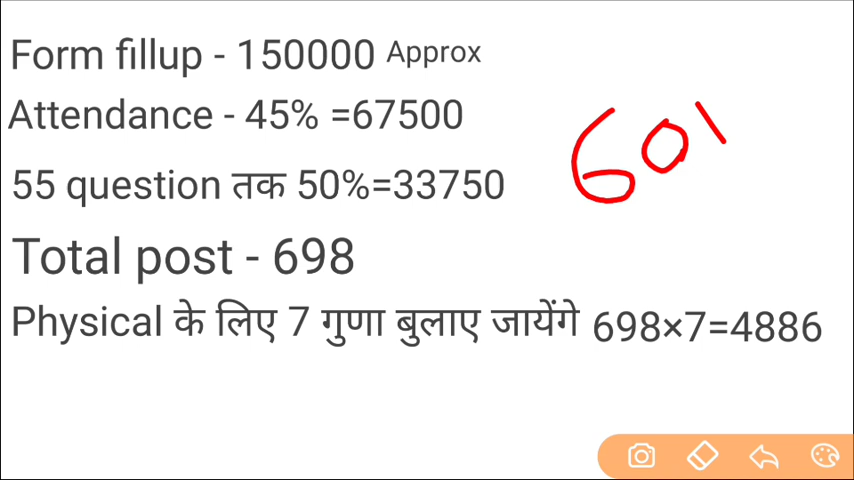 Form fillup - 150000 Approx
Attendance - 45% =67500
55 question तक 50%=33750
Total post - 698
Physical के लिए 7 गुणा बुलाए जायेंगे 698×7=4886